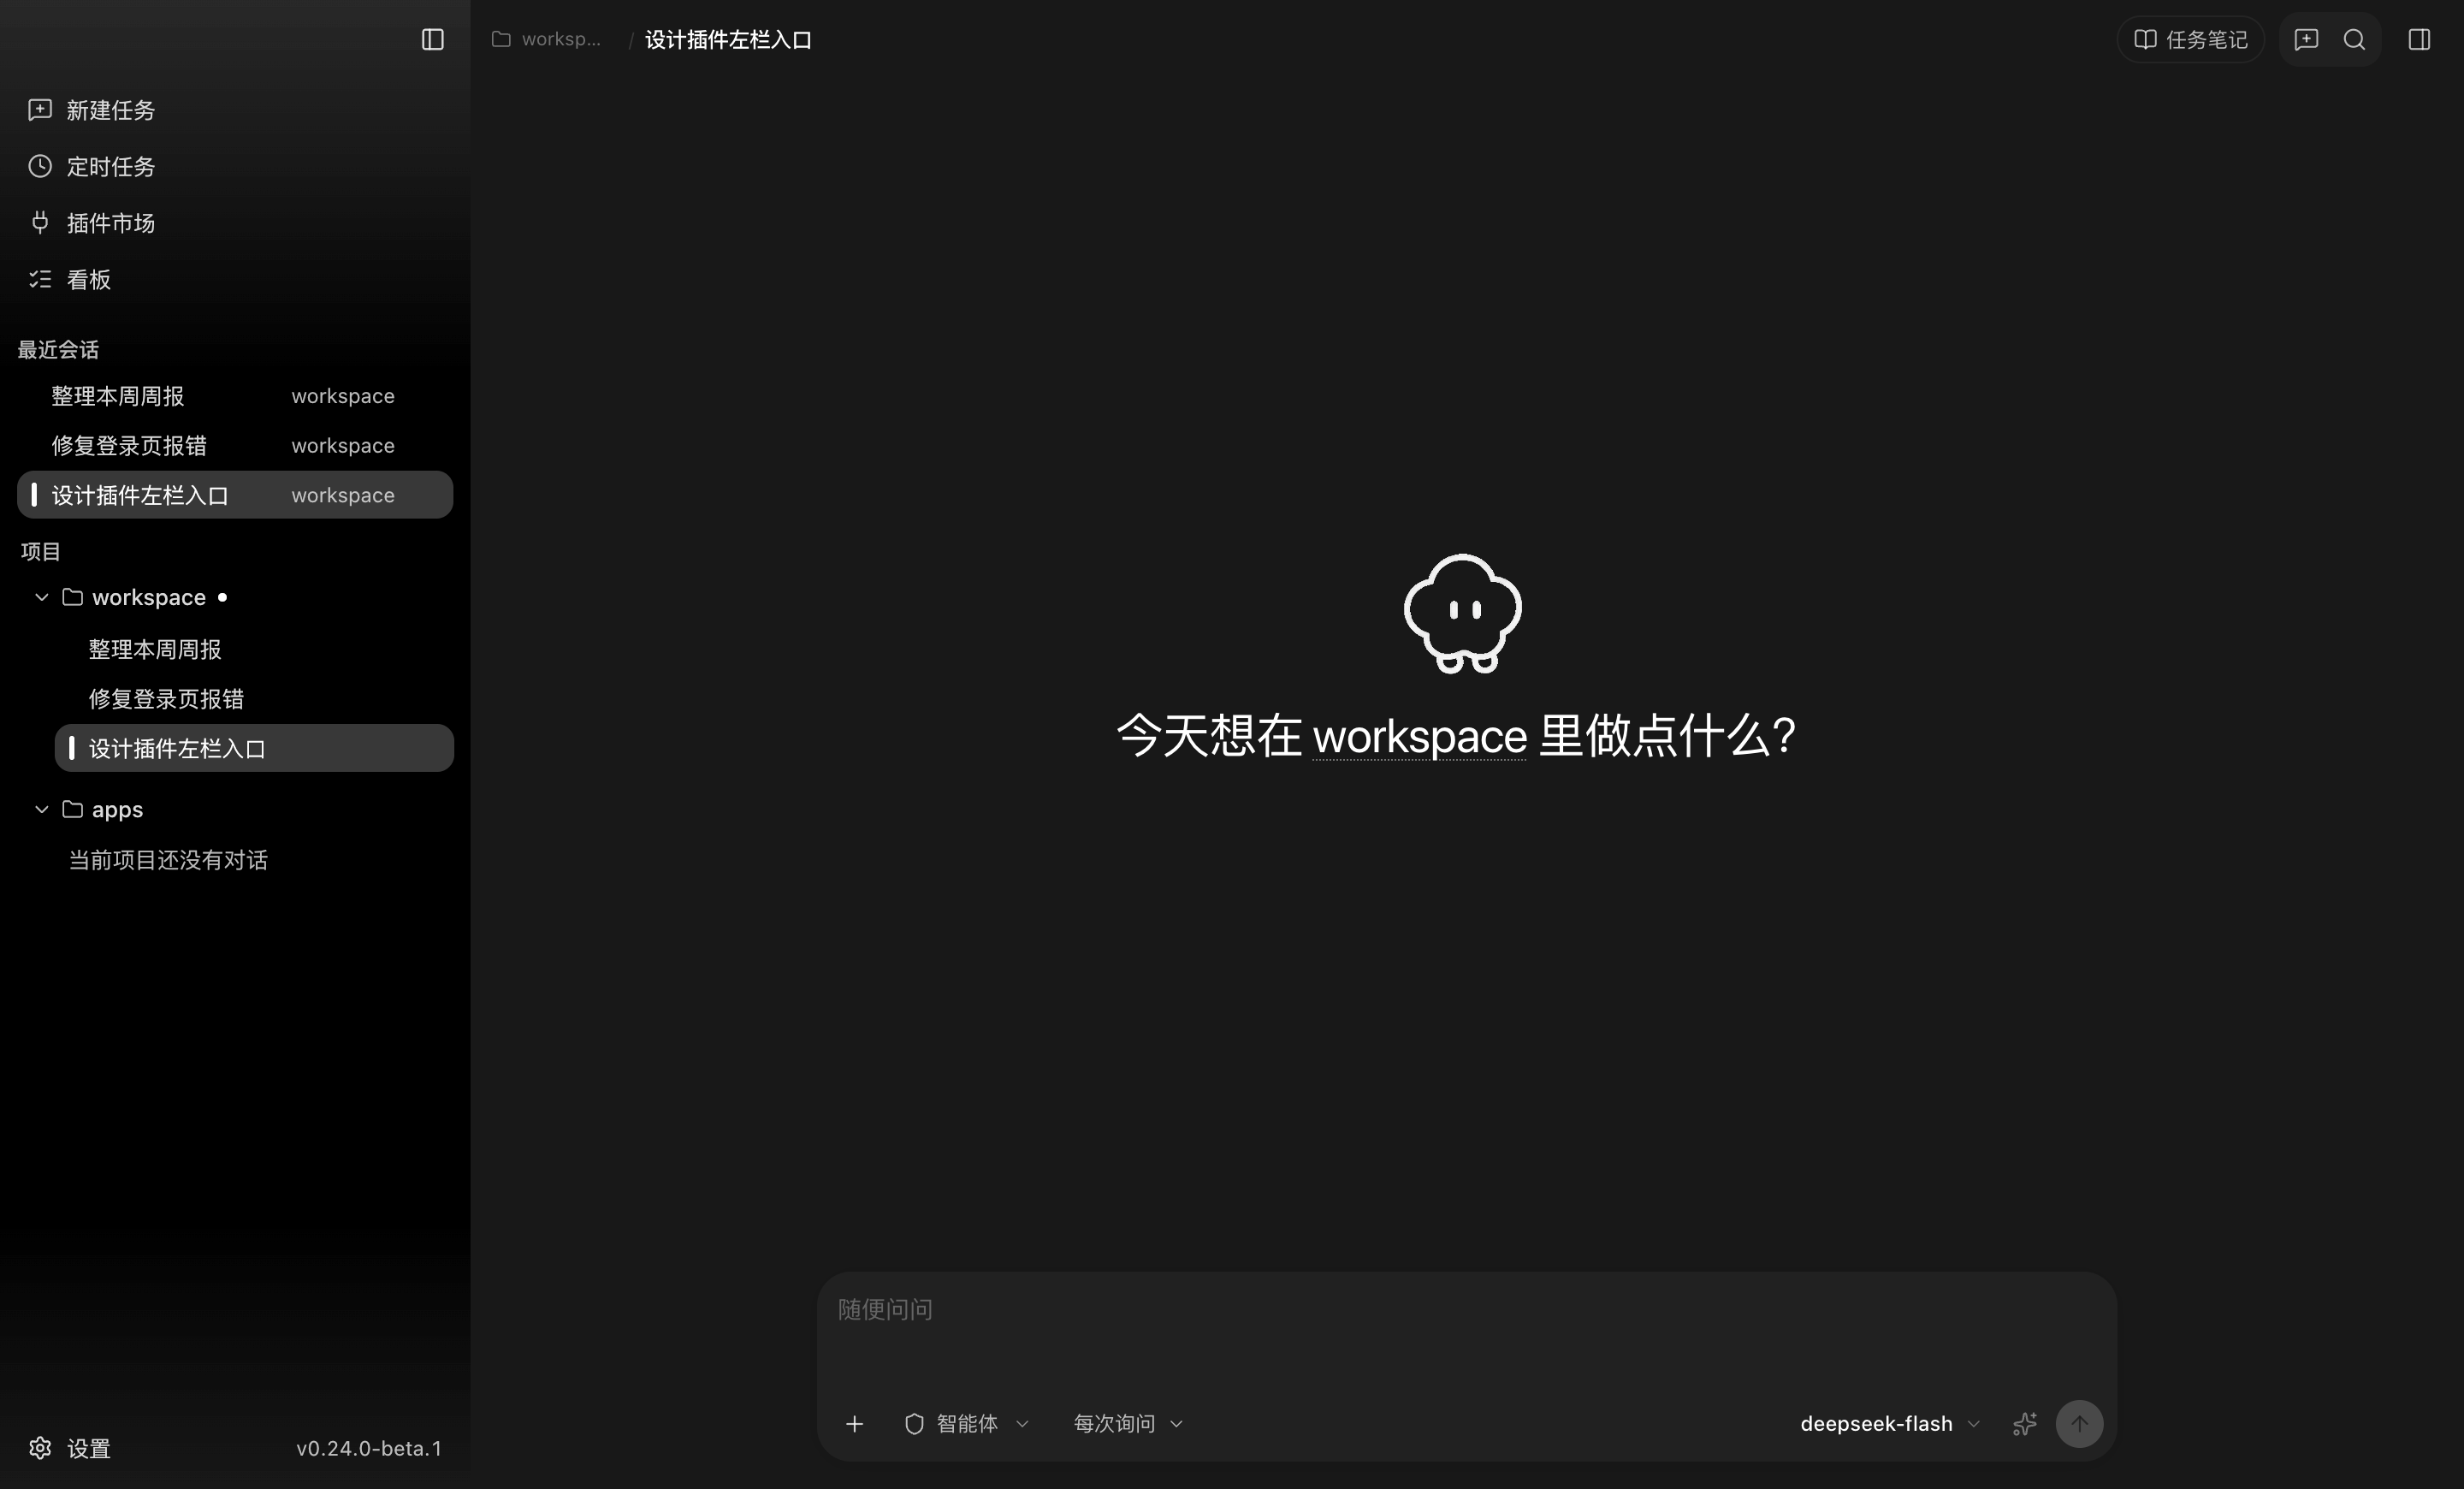 worksp... / 设计插件左栏入口
任务笔记
新建任务
定时任务
插件市场
看板
最近会话
整理本周周报 workspace
修复登录页报错 workspace
设计插件左栏入口 workspace
项目
workspace
整理本周周报
修复登录页报错
设计插件左栏入口
apps
当前项目还没有对话
设置 v0.24.0-beta.1
今天想在 workspace 里做点什么?
随便问问
智能体 每次询问 deepseek-flash